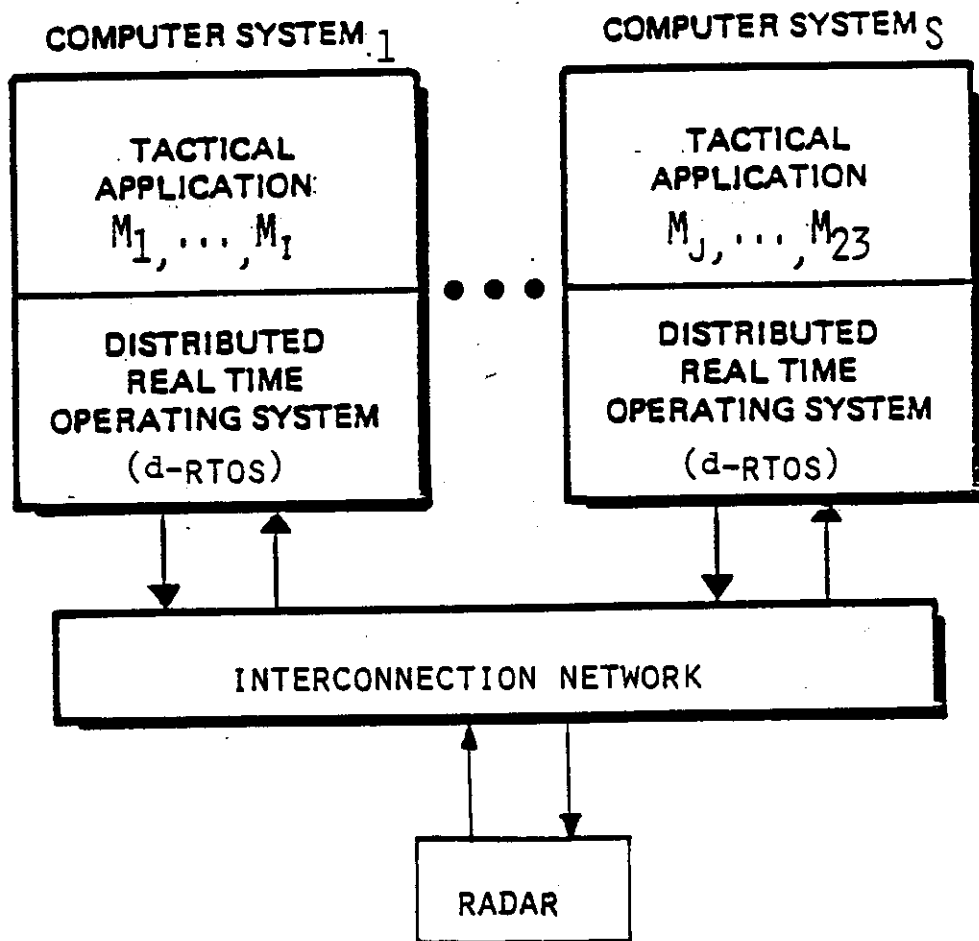 COMPUTER SYSTEM 1
TACTICAL
APPLICATION:
M1, ..., MI
DISTRIBUTED
REAL TIME
OPERATING SYSTEM
(d-RTOS)
COMPUTER SYSTEM S
TACTICAL
APPLICATION
MJ, ..., M23
DISTRIBUTED
REAL TIME
OPERATING SYSTEM
(d-RTOS)
INTERCONNECTION NETWORK
RADAR